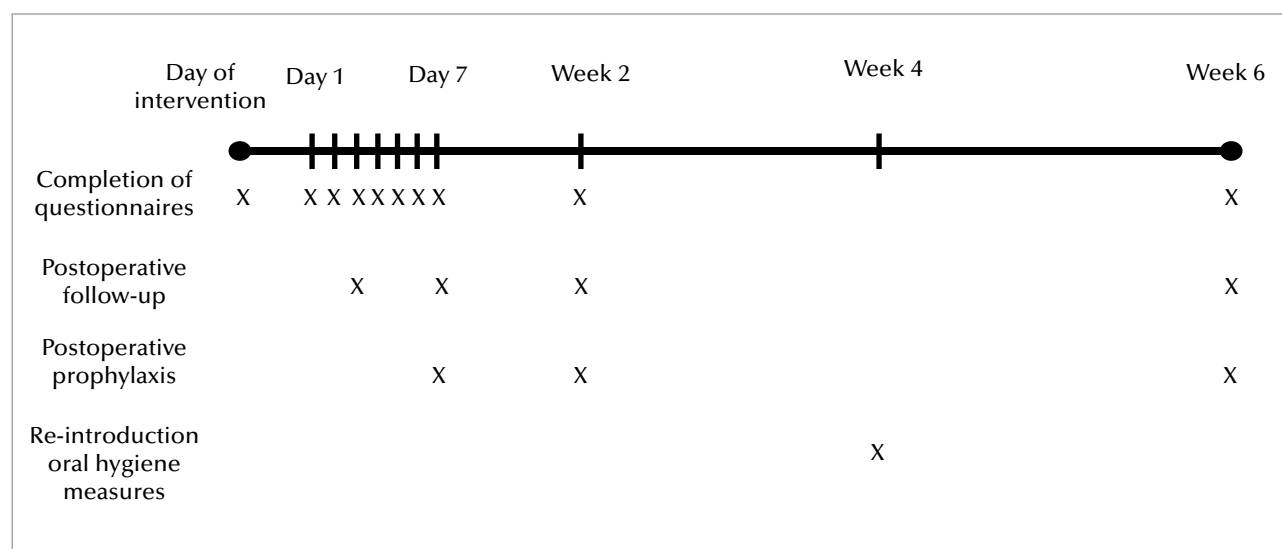 Day of
intervention
Day 1
Day 7
Week 2
Week 4
Week 6
Completion of
questionnaires
X X X X X X X X X X
Postoperative
follow-up
X X X X
Postoperative
prophylaxis
X X X
Re-introduction
oral hygiene
measures
X